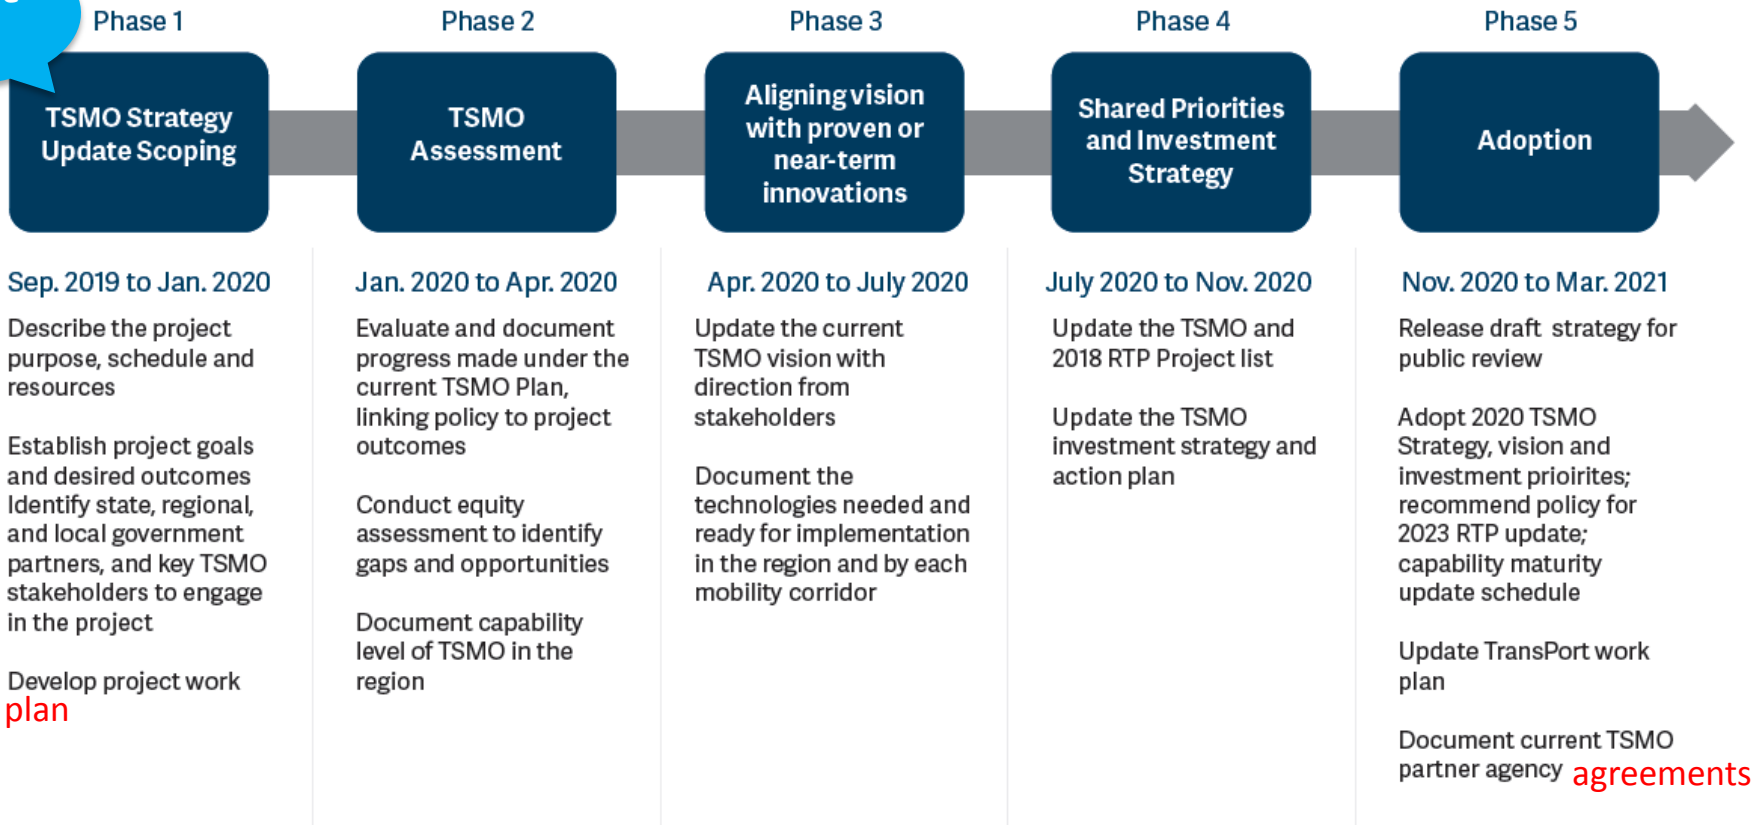 Phase 1
TSMO Strategy
Update Scoping
Sep. 2019 to Jan. 2020
Describe the project
purpose, schedule and
resources
Establish project goals
and desired outcomes
Identify state, regional,
and local government
partners, and key TSMO
stakeholders to engage
in the project
Develop project work
plan
Phase 2
TSMO
Assessment
Jan. 2020 to Apr. 2020
Evaluate and document
progress made under the
current TSMO Plan,
linking policy to project
outcomes
Conduct equity
assessment to identify
gaps and opportunities
Document capability
level of TSMO in the
region
Phase 3
Aligning vision
with proven or
near-term
innovations
Apr. 2020 to July 2020
Update the current
TSMO vision with
direction from
stakeholders
Document the
technologies needed and
ready for implementation
in the region and by each
mobility corridor
Phase 4
Shared Priorities
and Investment
Strategy
July 2020 to Nov. 2020
Update the TSMO and
2018 RTP Project list
Update the TSMO
investment strategy and
action plan
Phase 5
Adoption
Nov. 2020 to Mar. 2021
Release draft strategy for
public review
Adopt 2020 TSMO
Strategy, vision and
investment prioirites;
recommend policy for
2023 RTP update;
capability maturity
update schedule
Update TransPort work
plan
Document current TSMO
partner agency agreements